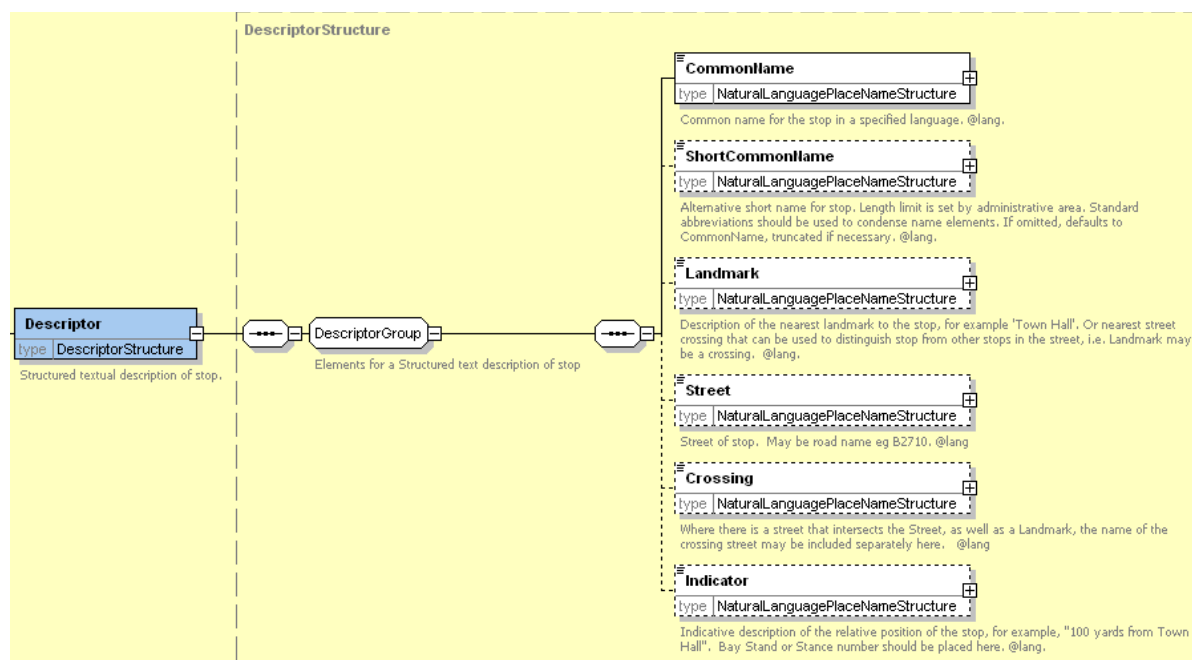 DescriptorStructure
CommonName
type NaturalLanguagePlaceNameStructure
Common name for the stop in a specified language. @lang.
ShortCommonName
type NaturalLanguagePlaceNameStructure
Alternative short name for stop. Length limit is set by administrative area. Standard
abbreviations should be used to condense name elements. If omitted, defaults to
CommonName, truncated if necessary. @lang.
Landmark
type NaturalLanguagePlaceNameStructure
Description of the nearest landmark to the stop, for example 'Town Hall'. Or nearest street
crossing that can be used to distinguish stop from other stops in the street, i.e. Landmark may
be a crossing. @lang.
Descriptor
type DescriptorStructure
Structured textual description of stop.
DescriptorGroup
Elements for a Structured text description of stop
Street
type NaturalLanguagePlaceNameStructure
Street of stop. May be road name eg B2710. @lang
Crossing
type NaturalLanguagePlaceNameStructure
Where there is a street that intersects the Street, as well as a Landmark, the name of the
crossing street may be included separately here. @lang
Indicator
type NaturalLanguagePlaceNameStructure
Indicative description of the relative position of the stop, for example, "100 yards from Town
Hall". Bay Stand or Stance number should be placed here. @lang.